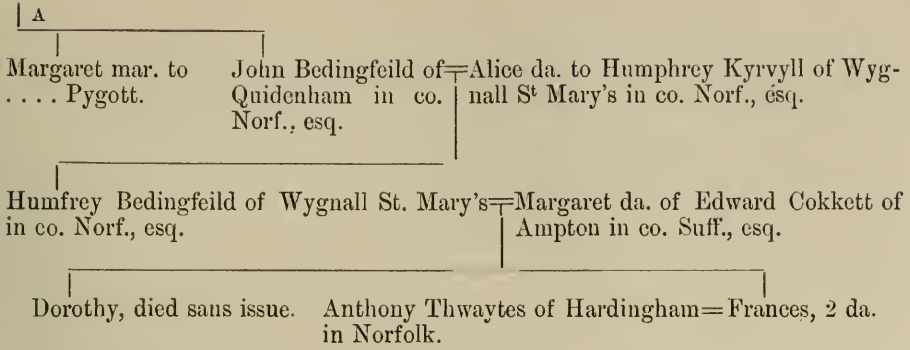 A
Margaret mar. to
.... Pygott.
John Bedingfeild of
Quidenham in co.
Norf., esq.
Alice da. to Humphrey Kyrvyll of Wyg-
nall St Mary's in co. Norf., esq.
Humfrey Bedingfeild of Wygnall St. Mary's
in co. Norf., esq.
Margaret da. of Edward Cokkett of
Ampton in co. Suff., esq.
Dorothy, died sans issue.
Anthony Thwaytes of Hardingham=Frances, 2 da.
in Norfolk.